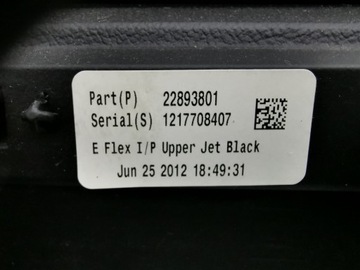 Part(P) 22893801
Serial(S) 1217708407
E Flex I/P Upper Jet Black
Jun 25 2012 18:49:31